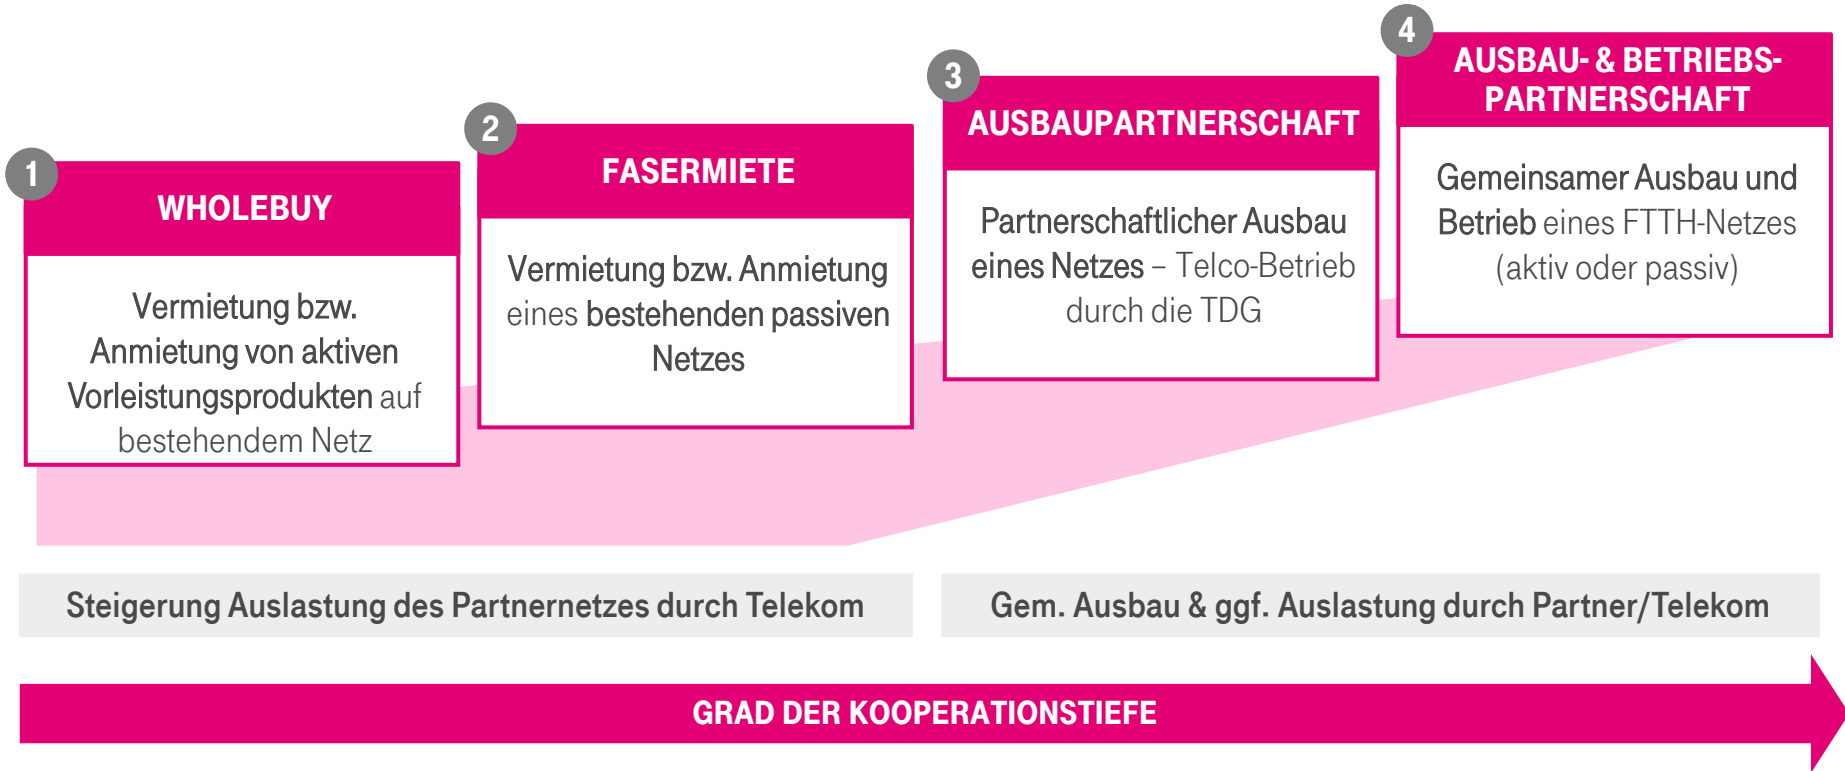 1
WHOLEBUY
Vermietung bzw.
Anmietung von aktiven
Vorleistungsprodukten auf
bestehendem Netz
2
FASERMIETE
Vermietung bzw. Anmietung
eines bestehenden passiven
Netzes
3
AUSBAUPARTNERSCHAFT
Partnerschaftlicher Ausbau
eines Netzes – Telco-Betrieb
durch die TDG
4
AUSBAU- & BETRIEBS-
PARTNERSCHAFT
Gemeinsamer Ausbau und
Betrieb eines FTTH-Netzes
(aktiv oder passiv)
Steigerung Auslastung des Partnernetzes durch Telekom
Gem. Ausbau & ggf. Auslastung durch Partner/Telekom
GRAD DER KOOPERATIONSTIEFE